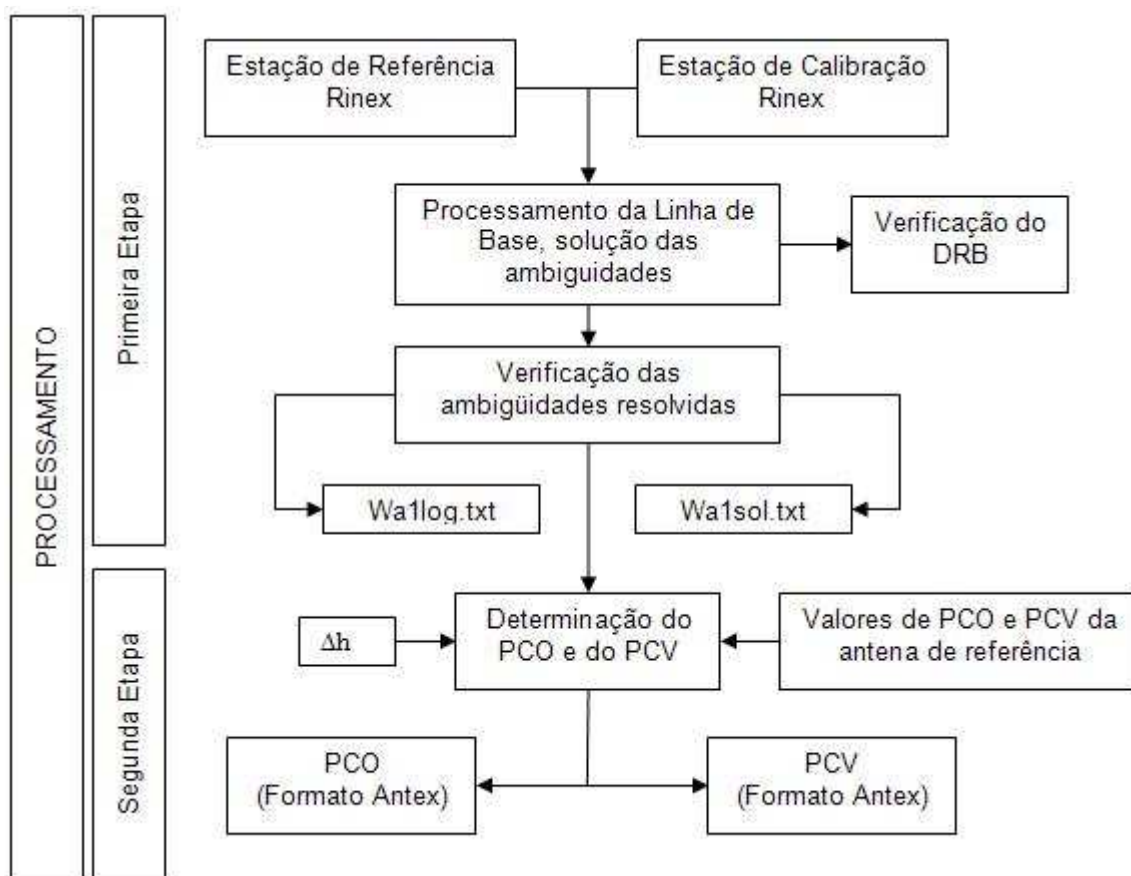 PROCESSAMENTO
Primeira Etapa
Estação de Referência
Rinex
Estação de Calibração
Rinex
Processamento da Linha de
Base, solução das
ambiguidades
Verificação do
DRB
Verificação das
ambigüidades resolvidas
Wa1log.txt
Wa1sol.txt
Segunda Etapa
Δh
Determinação do
PCO e do PCV
Valores de PCO e PCV da
antena de referência
PCO
(Formato Antex)
PCV
(Formato Antex)